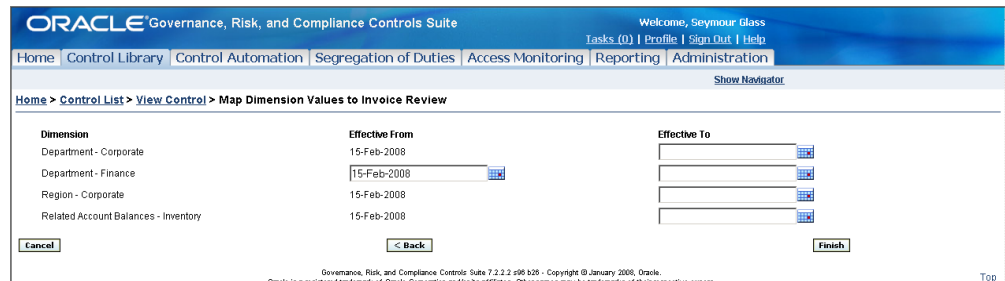 ORACLE Governance, Risk, and Compliance Controls Suite
Welcome, Seymour Glass
Tasks (0) | Profile | Sign Out | Help
Home Control Library Control Automation Segregation of Duties Access Monitoring Reporting Administration
Show Navigator
Home > Control List > View Control > Map Dimension Values to Invoice Review
Dimension Effective From Effective To
Department - Corporate 15-Feb-2008
Department - Finance 15-Feb-2008
Region - Corporate 15-Feb-2008
Related Account Balances - Inventory 15-Feb-2008
Cancel < Back Finish
Governance, Risk, and Compliance Controls Suite 7.2.2.2 s96 b26 - Copyright © January 2008, Oracle.
Top